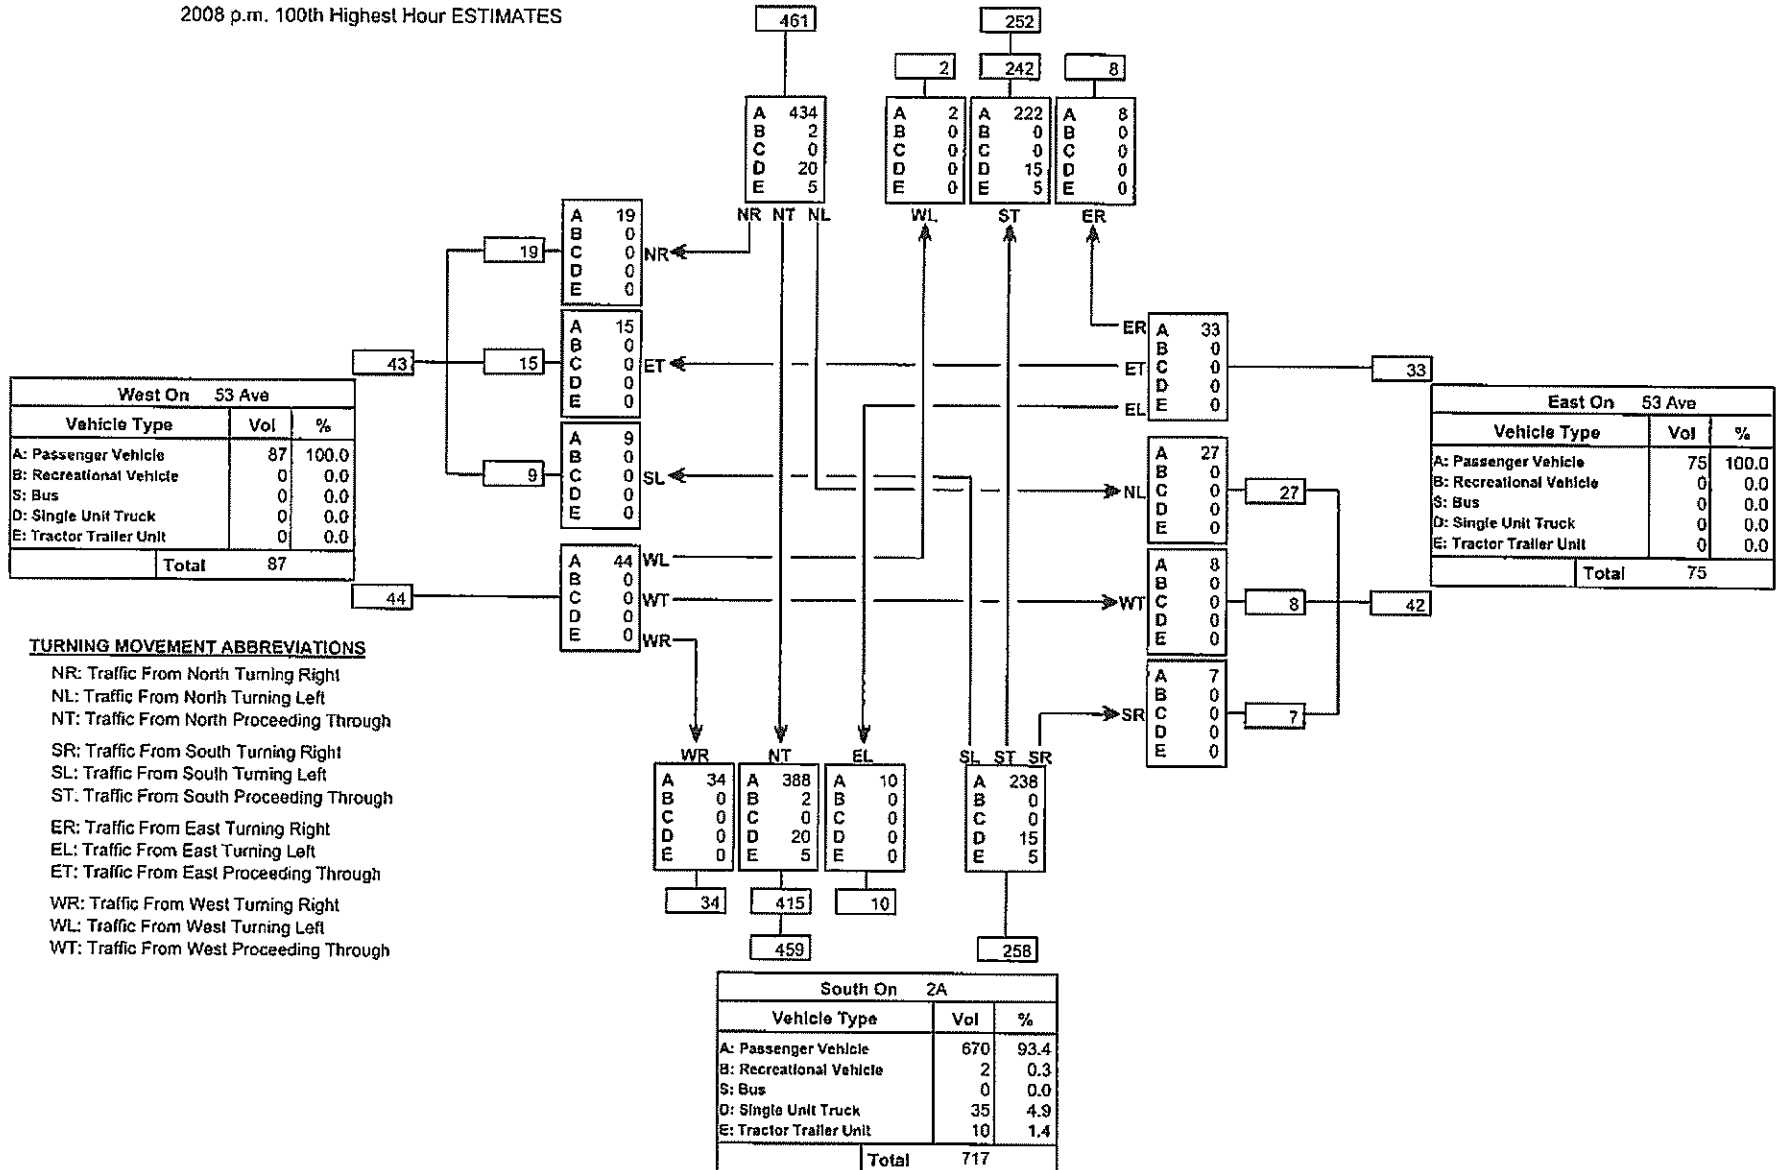 2008 p.m. 100th Highest Hour ESTIMATES
461
252
2
242
8
A 434
B 2
C 0
D 20
E 5
A 2
B 0
C 0
D 0
E 0
A 222
B 0
C 0
D 15
E 5
A 8
B 0
C 0
D 0
E 0
NR NT NL
WL
ST
ER
19
A 19
B 0
C 0
D 0
E 0
NR
43
15
A 15
B 0
C 0
D 0
E 0
ET
9
A 9
B 0
C 0
D 0
E 0
SL
ER
ET
EL
A 33
B 0
C 0
D 0
E 0
33
West On 53 Ave
Vehicle Type Vol %
A: Passenger Vehicle 87 100.0
B: Recreational Vehicle 0 0.0
S: Bus 0 0.0
D: Single Unit Truck 0 0.0
E: Tractor Trailer Unit 0 0.0
Total 87
East On 53 Ave
Vehicle Type Vol %
A: Passenger Vehicle 75 100.0
B: Recreational Vehicle 0 0.0
S: Bus 0 0.0
D: Single Unit Truck 0 0.0
E: Tractor Trailer Unit 0 0.0
Total 75
NL
A 27
B 0
C 0
D 0
E 0
27
44
A 44
B 0
C 0
D 0
E 0
WL
WT
WR
WT
A 8
B 0
C 0
D 0
E 0
8
42
SR
A 7
B 0
C 0
D 0
E 0
7
TURNING MOVEMENT ABBREVIATIONS
NR: Traffic From North Turning Right
NL: Traffic From North Turning Left
NT: Traffic From North Proceeding Through
SR: Traffic From South Turning Right
SL: Traffic From South Turning Left
ST. Traffic From South Proceeding Through
ER: Traffic From East Turning Right
EL: Traffic From East Turning Left
ET: Traffic From East Proceeding Through
WR: Traffic From West Turning Right
WL: Traffic From West Turning Left
WT: Traffic From West Proceeding Through
WR
NT
EL
SL ST SR
A 34
B 0
C 0
D 0
E 0
A 388
B 2
C 0
D 20
E 5
A 10
B 0
C 0
D 0
E 0
A 238
B 0
C 0
D 15
E 5
34
415
10
459
258
South On 2A
Vehicle Type Vol %
A: Passenger Vehicle 670 93.4
B: Recreational Vehicle 2 0.3
S: Bus 0 0.0
D: Single Unit Truck 35 4.9
E: Tractor Trailer Unit 10 1.4
Total 717